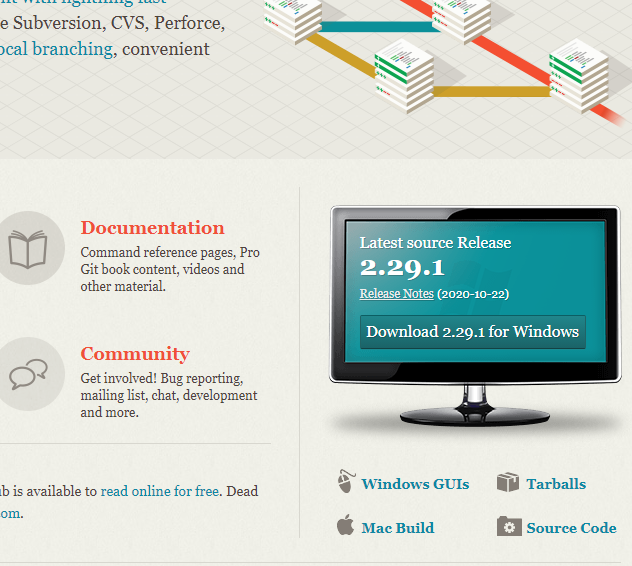 nt with lightning fast
e Subversion, CVS, Perforce,
ocal branching, convenient
Documentation
Command reference pages, Pro
Git book content, videos and
other material.
Community
Get involved! Bug reporting,
mailing list, chat, development
and more.
ub is available to read online for free. Dead
om.
Latest source Release
2.29.1
Release Notes (2020-10-22)
Download 2.29.1 for Windows
Windows GUIs
Tarballs
Mac Build
Source Code